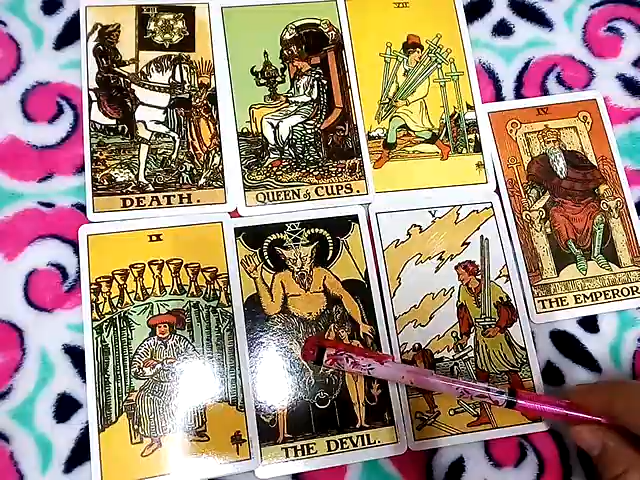 XIII
DEATH.
QUEEN of CUPS.
VII
IV
THE EMPEROR
IX
XV
THE DEVIL.
V